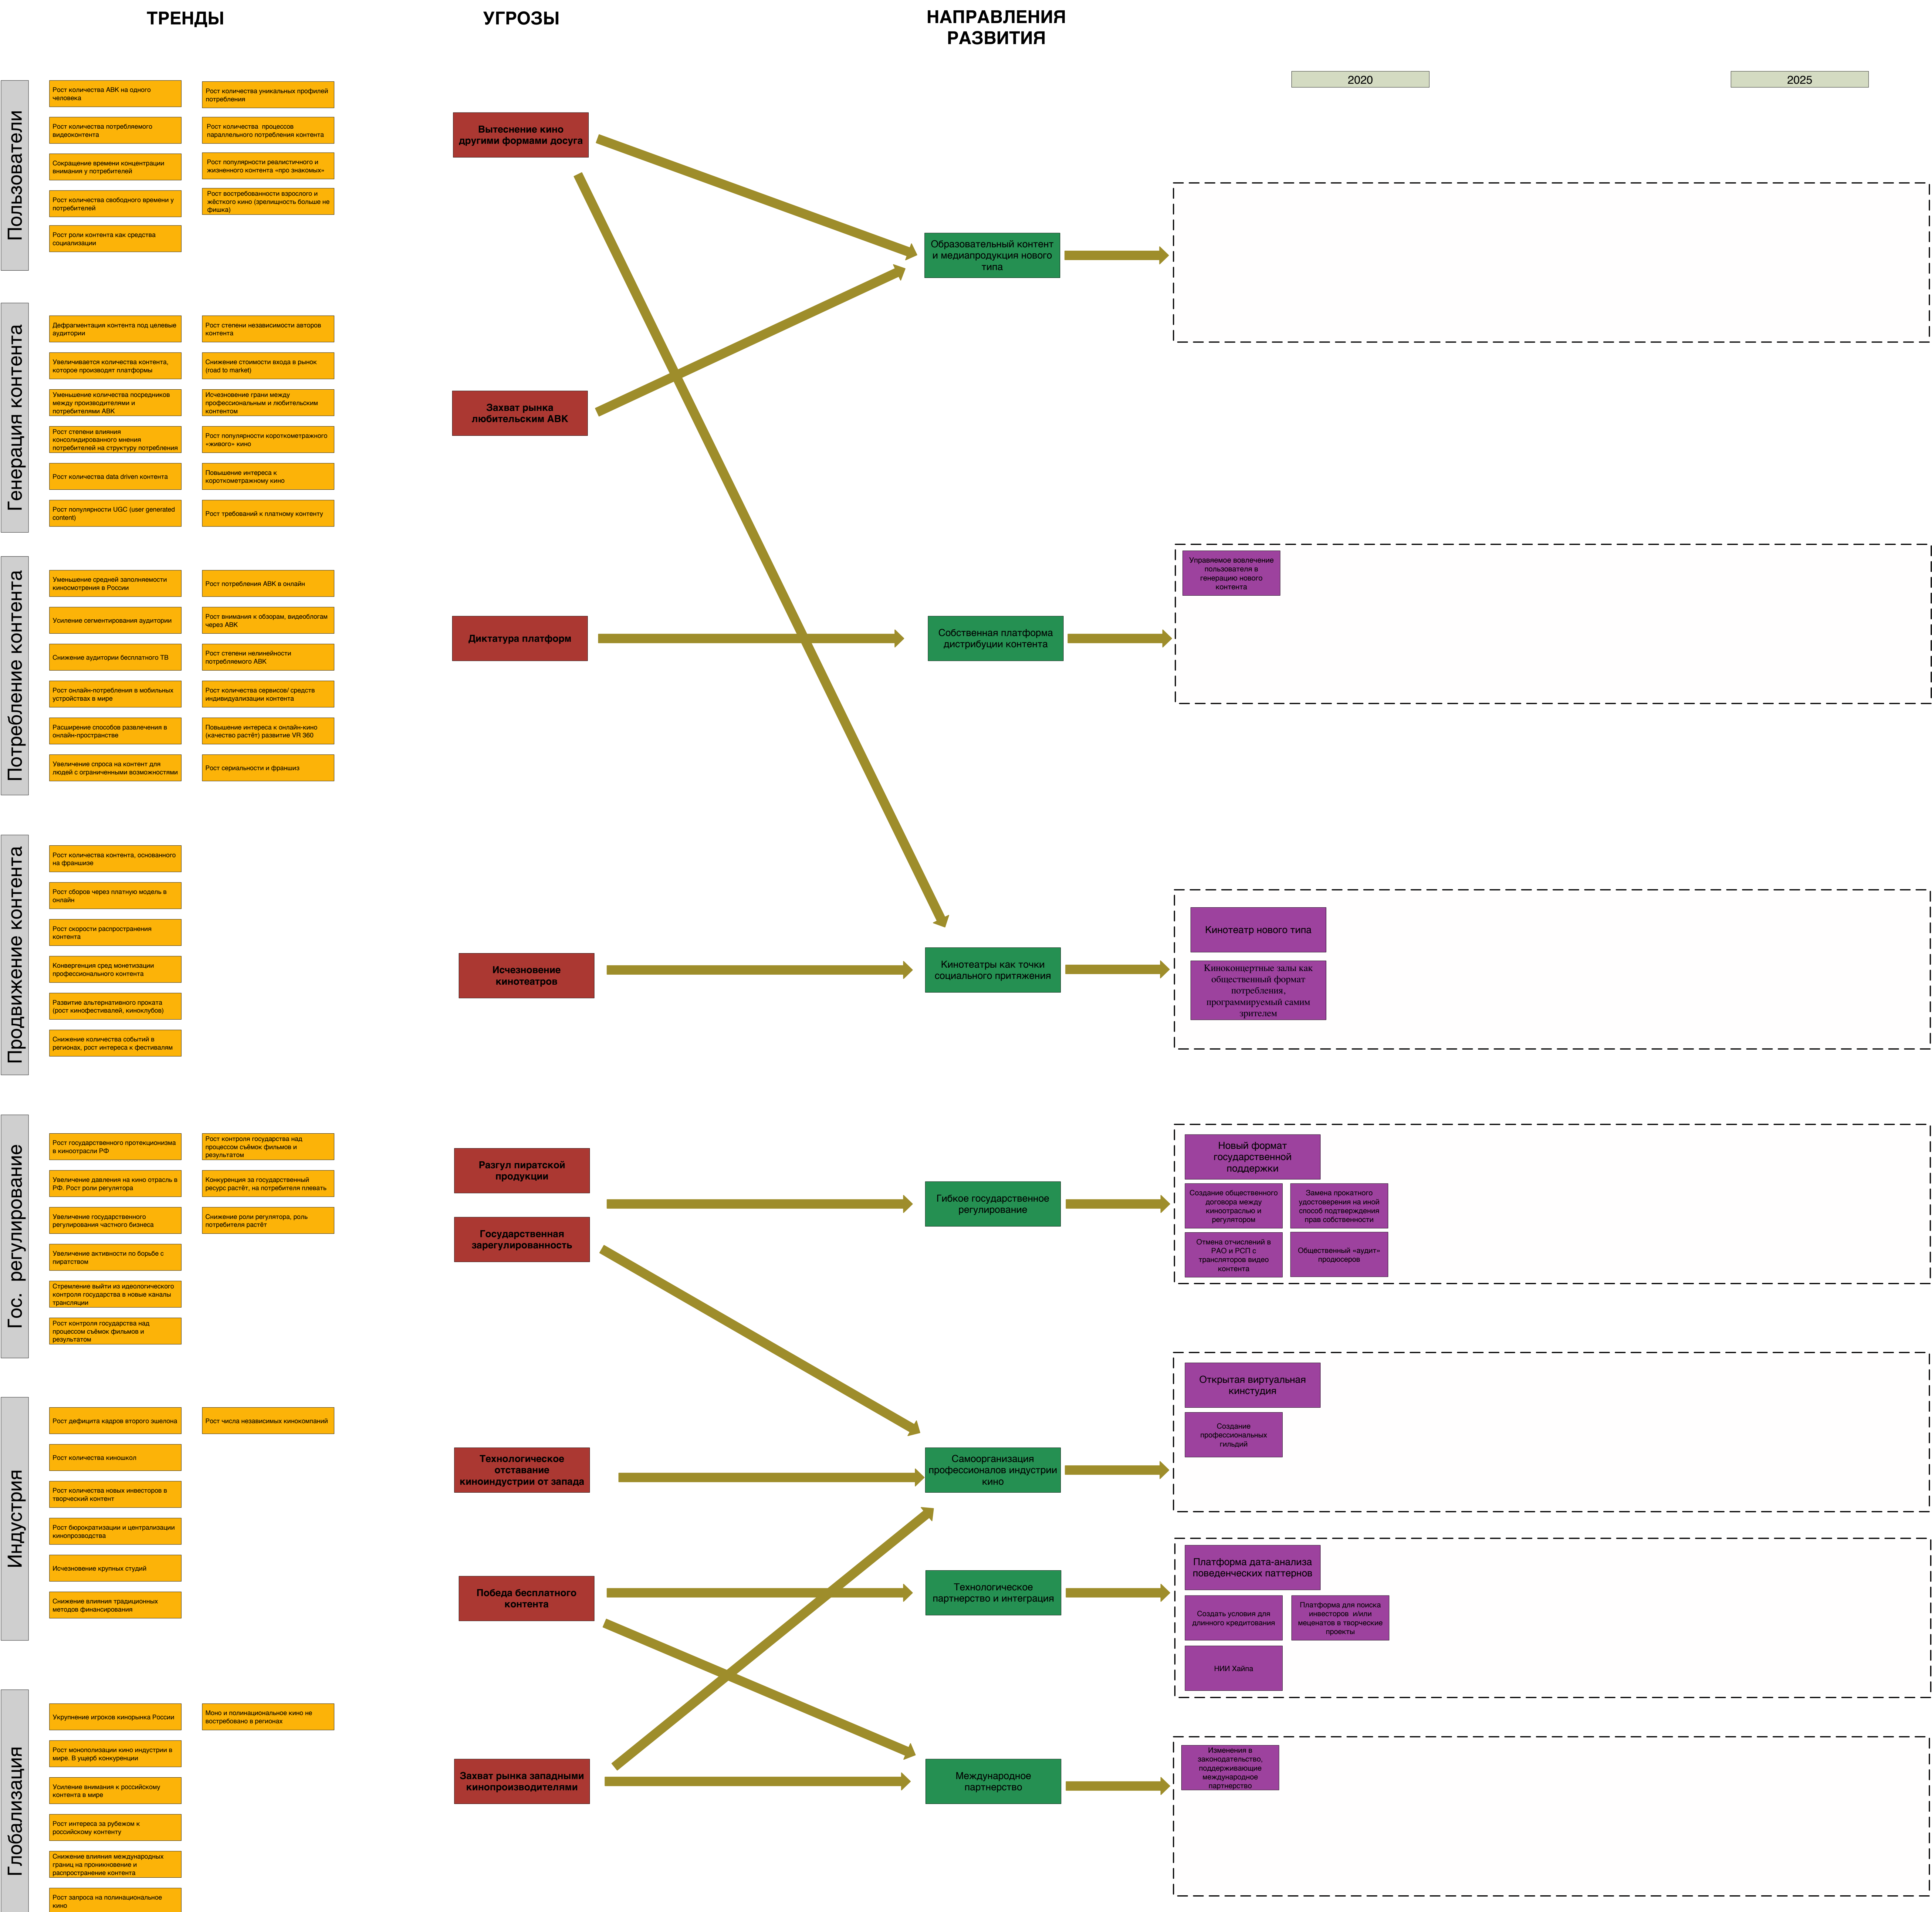 ТРЕНДЫ
УГРОЗЫ
НАПРАВЛЕНИЯ
РАЗВИТИЯ
2020
2025
Пользователи
Рост количества АВК на одного
человека
Рост количества потребляемого
видеоконтента
Сокращение времени концентрации
внимания у потребителей
Рост количества свободного времени у
потребителей
Рост роли контента как средства
социализации
Рост количества уникальных профилей
потребления
Рост количества процессов
параллельного потребления контента
Рост популярности реалистичного и
жизненного контента «про знакомых»
Рост востребованности взрослого и
жёсткого кино (зрелищность больше не
фишка)
Генерация контента
Дефрагментация контента под целевые
аудитории
Увеличивается количества контента,
которое производят платформы
Уменьшение количества посредников
между производителями и
потребителями АВК
Рост степени влияния
консолидированного мнения
потребителей на структуру потребления
Рост количества data driven контента
Рост популярности UGC (user generated
content)
Рост степени независимости авторов
контента
Снижение стоимости входа в рынок
(road to market)
Исчезновение грани между
профессиональным и любительским
контентом
Рост популярности короткометражного
«живого» кино
Повышение интереса к
короткометражному кино
Рост требований к платному контенту
Потребление контента
Уменьшение средней заполняемости
киносмотрения в России
Усиление сегментирования аудитории
Снижение аудитории бесплатного ТВ
Рост онлайн-потребления в мобильных
устройствах в мире
Расширение способов развлечения в
онлайн-пространстве
Увеличение спроса на контент для
людей с ограниченными возможностями
Рост потребления АВК в онлайн
Рост внимания к обзорам, видеоблогам
через АВК
Рост степени нелинейности
потребляемого АВК
Рост количества сервисов/ средств
индивидуализации контента
Повышение интереса к онлайн-кино
(качество растёт) развитие VR 360
Рост сериальности и франшиз
Продвижение контента
Рост количества контента, основанного
на франшизе
Рост сборов через платную модель в
онлайн
Рост скорости распространения
контента
Конвергенция сред монетизации
профессионального контента
Развитие альтернативного проката
(рост кинофестивалей, киноклубов)
Снижение количества событий в
регионах, рост интереса к фестивалям
Гос. регулирование
Рост государственного протекционизма
в киноотрасли РФ
Увеличение давления на кино отрасль в
РФ. Рост роли регулятора
Увеличение государственного
регулирования частного бизнеса
Увеличение активности по борьбе с
пиратством
Стремление выйти из идеологического
контроля государства в новые каналы
трансляции
Рост контроля государства над
процессом съёмок фильмов и
результатом
Рост контроля государства над
процессом съёмок фильмов и
результатом
Конкуренция за государственный
ресурс растёт, на потребителя плевать
Снижение роли регулятора, роль
потребителя растёт
Индустрия
Рост дефицита кадров второго эшелона
Рост количества киношкол
Рост количества новых инвесторов в
творческий контент
Рост бюрократизации и централизации
кинопрозводства
Исчезновение крупных студий
Снижение влияния традиционных
методов финансирования
Рост числа независимых кинокомпаний
Глобализация
Укрупнение игроков кинорынка России
Рост монополизации кино индустрии в
мире. В ущерб конкуренции
Усиление внимания к российскому
контента в мире
Рост интереса за рубежом к
российскому контенту
Снижение влияния международных
границ на проникновение и
распространение контента
Рост запроса на полинациональное
кино
Моно и полинациональное кино не
востребовано в регионах
Вытеснение кино
другими формами досуга
Захват рынка
любительским АВК
Диктатура платформ
Исчезновение
кинотеатров
Разгул пиратской
продукции
Государственная
зарегулированность
Технологическое
отставание
киноиндустрии от запада
Победа бесплатного
контента
Захват рынка западными
кинопроизводителями
Образовательный контент
и медиапродукция нового
типа
Собственная платформа
дистрибуции контента
Кинотеатры как точки
социального притяжения
Гибкое государственное
регулирование
Самоорганизация
профессионалов индустрии
кино
Технологическое
партнерство и интеграция
Международное
партнерство
Управляемое вовлечение
пользователя в
генерацию нового
контента
Кинотеатр нового типа
Киноконцертные залы как
общественный формат
потребления,
программируемый самим
зрителем
Новый формат
государственной
поддержки
Создание общественного
договора между
киноотраслью и
регулятором
Замена прокатного
удостоверения на иной
способ подтверждения
прав собственности
Отмена отчислений в
РАО и РСП с
трансляторов видео
контента
Общественный «аудит»
продюсеров
Открытая виртуальная
кинстудия
Создание
профессиональных
гильдий
Платформа дата-анализа
поведенческих паттернов
Создать условия для
длинного кредитования
Платформа для поиска
инвесторов и/или
меценатов в творческие
проекты
НИИ Хайпа
Изменения в
законодательство,
поддерживающие
международное
партнерство